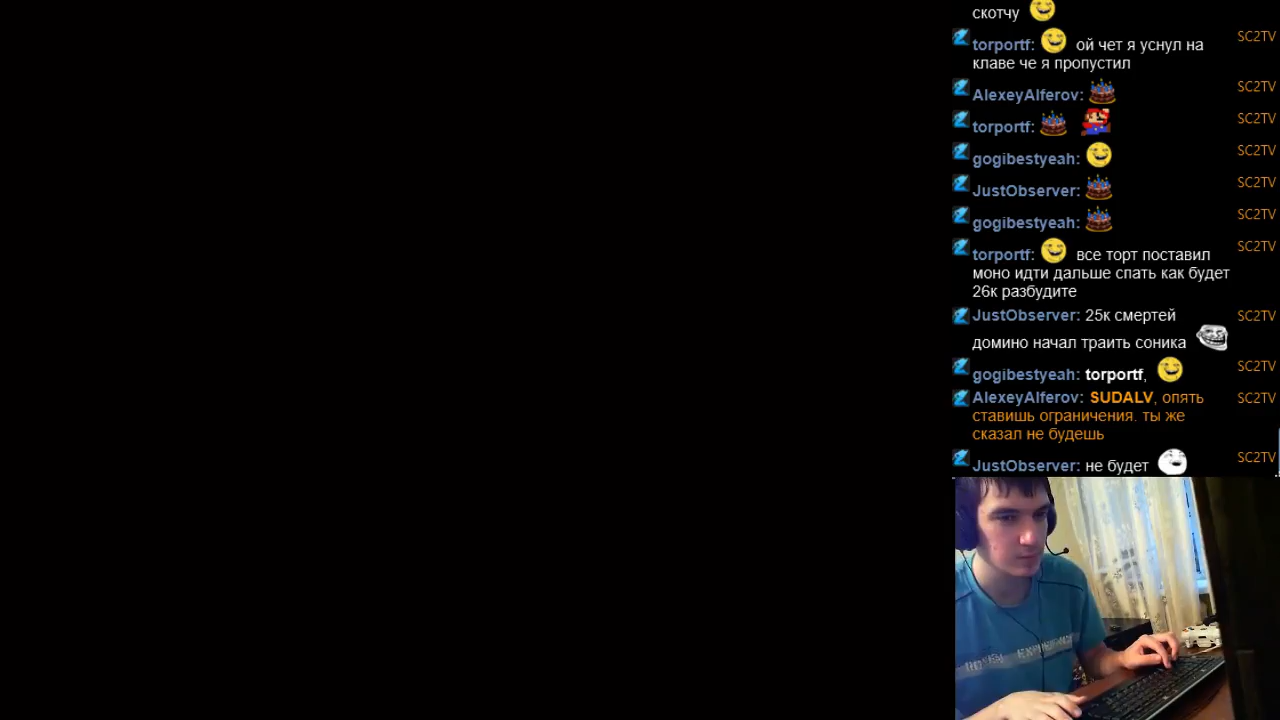 скотчу
torportf: ой чет я уснул на SC2TV
клаве че я пропустил
AlexeyAlferov: SC2TV
torportf: SC2TV
gogibestyeah: SC2TV
JustObserver: SC2TV
gogibestyeah: SC2TV
torportf: все торт поставил SC2TV
моно идти дальше спать как будет
26к разбудите
JustObserver: 25к смертей SC2TV
домино начал траить соника
gogibestyeah: torportf, SC2TV
AlexeyAlferov: SUDALV, опять SC2TV
ставишь ограничения. ты же
сказал не будешь
JustObserver: не будет SC2TV